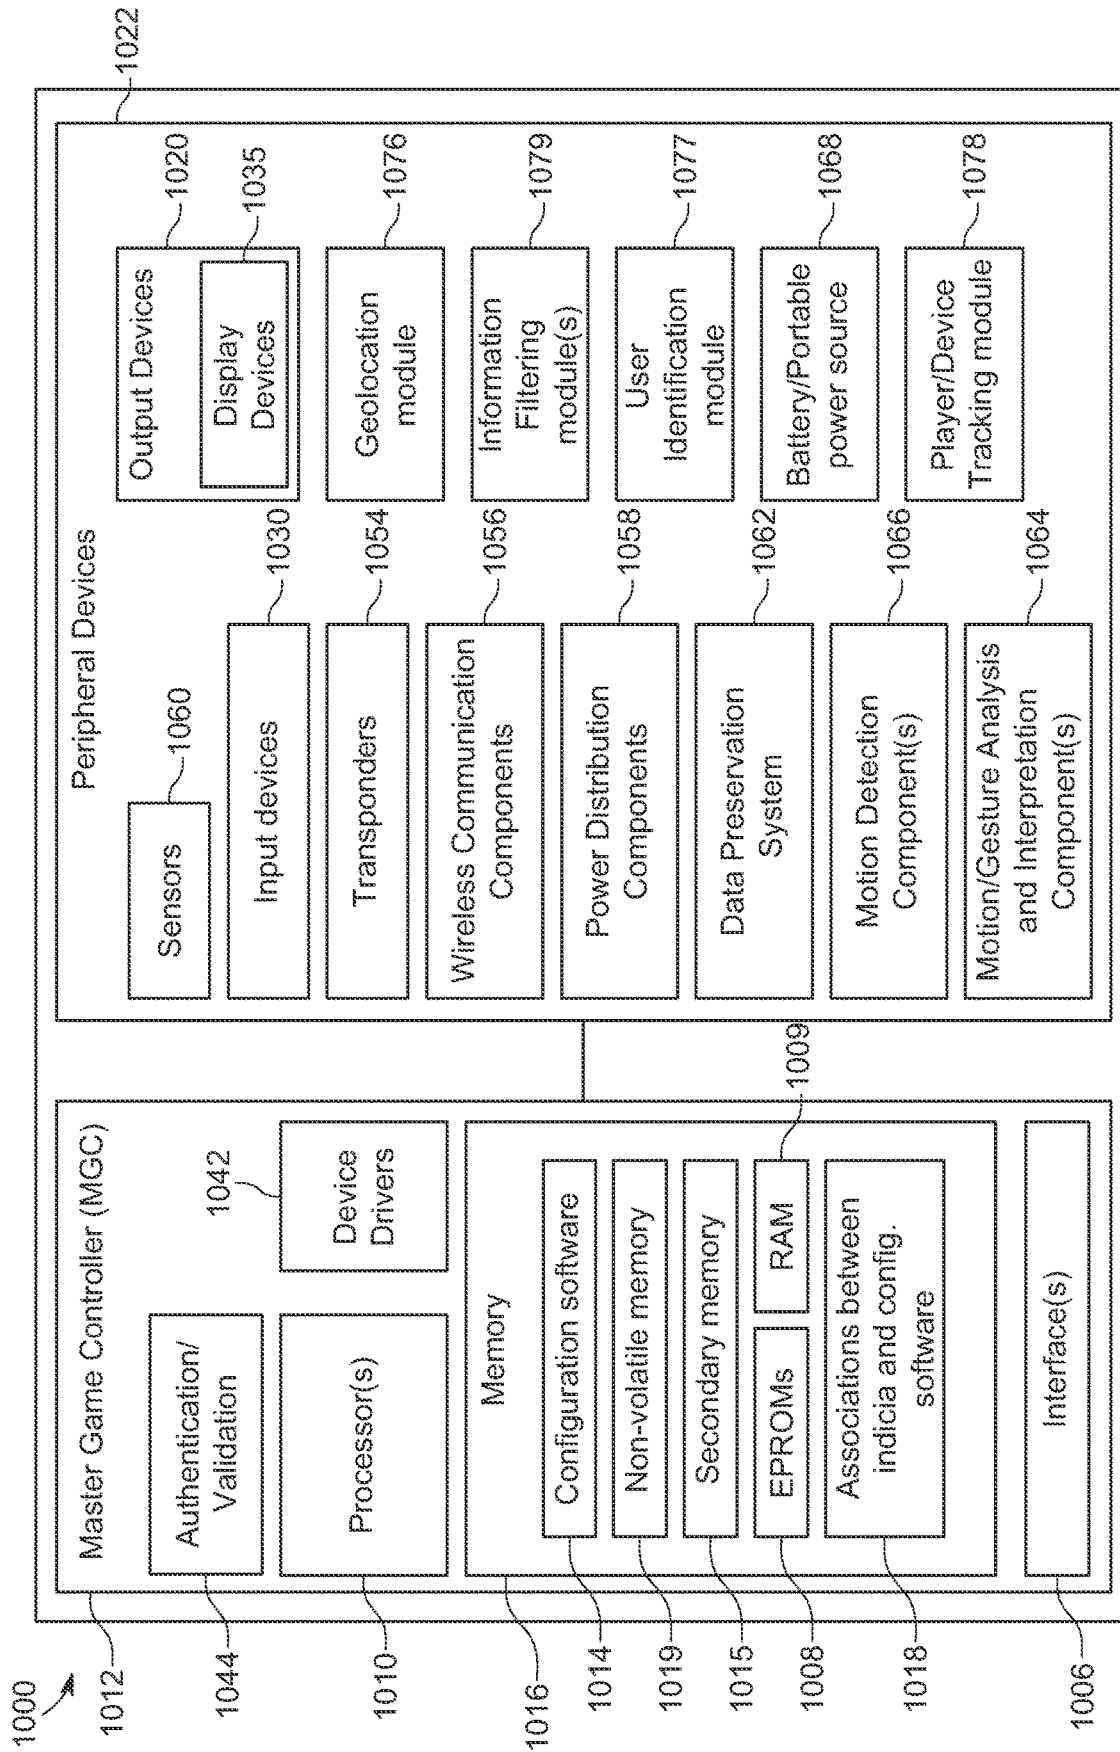 1000
1012
Master Game Controller (MGC)
1044
Authentication/
Validation
1042
Device
Drivers
1010
Processor(s)
1016
Memory
1014
Configuration software
1019
Non-volatile memory
1015
Secondary memory
1008
EPROMs
RAM
1009
1018
Associations between
indicia and config.
software
1006
Interface(s)
1022
Peripheral Devices
Sensors
1060
Input devices
1030
Transponders
1054
Wireless Communication
Components
1056
Power Distribution
Components
1058
Data Preservation
System
1062
Motion Detection
Component(s)
1066
Motion/Gesture Analysis
and Interpretation
Component(s)
1064
Output Devices
1020
Display
Devices
1035
Geolocation
module
1076
Information
Filtering
module(s)
1079
User
Identification
module
1077
Battery/Portable
power source
1068
Player/Device
Tracking module
1078